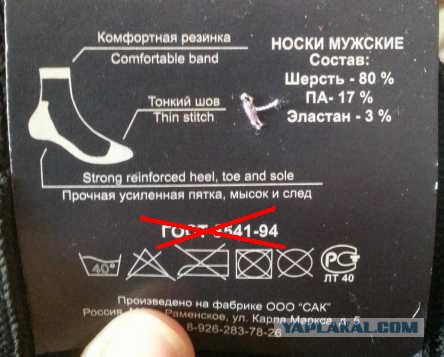 Комфортная резинка
Comfortable band
Тонкий шов
Thin stitch
Strong reinforced heel, toe and sole
Прочная усиленная пятка, мысок и след
НОСКИ МУЖСКИЕ
Состав:
Шерсть - 80 %
ПА- 17 %
Эластан - 3 %
ГОСТ 8541-94
40°
РС
ЛТ 40
Произведено на фабрике ООО "САК"
Россия, Раменское, ул. Карла Маркса, д. 5
8-926-283-78-26
YAPLAKAL.COM